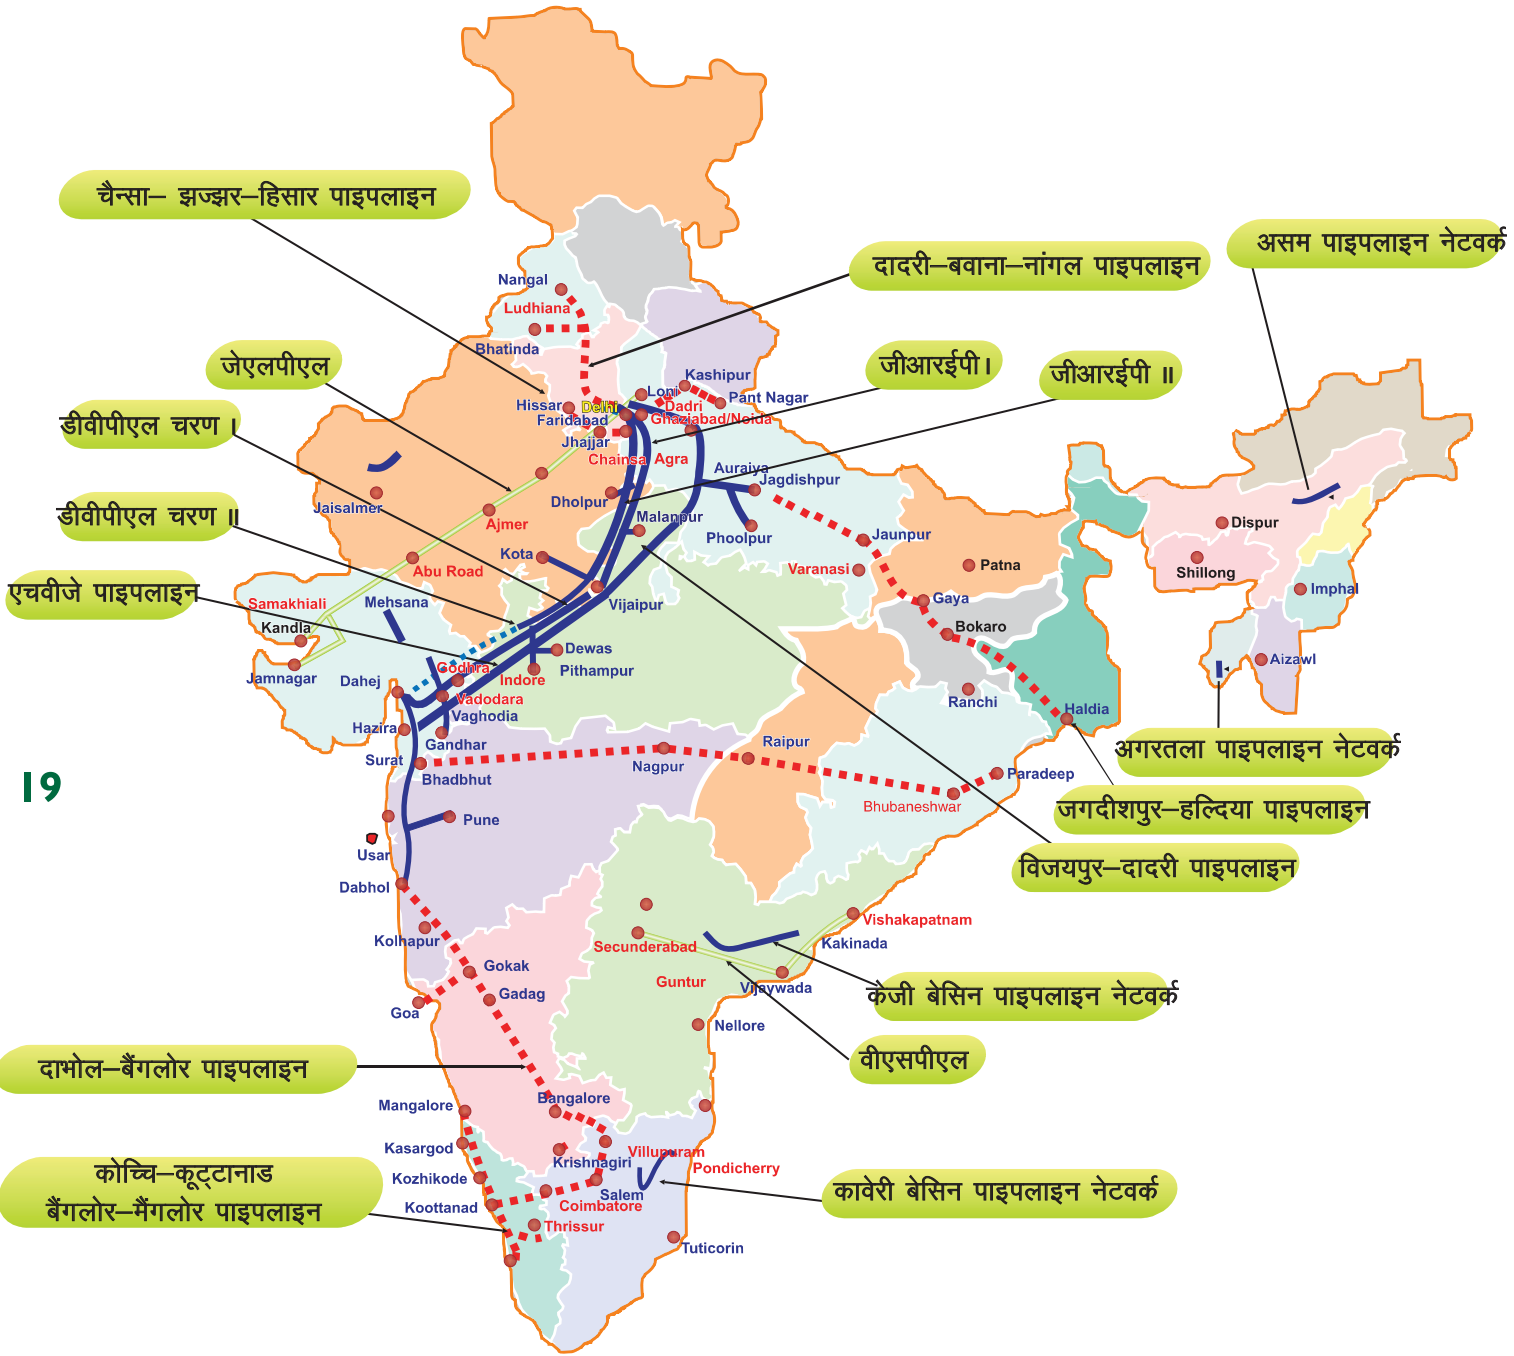 चैन्सा– झज्झर–हिसार पाइपलाइन
असम पाइपलाइन नेटवर्क
दादरी–बवाना–नांगल पाइपलाइन
Nangal
Ludhiana
Bhatinda
जेएलपीएल
जीआरईपी I
जीआरईपी II
Kashipur
Loni
Pant Nagar
Hissar
Delhi
Dadri
Faridabad
Ghaziabad/Noida
डीवीपीएल चरण I
Jhajjar
Chainsa
Agra
Auraiya
Jagdishpur
Dholpur
Jaisalmer
Malanpur
डीवीपीएल चरण II
Ajmer
Phoolpur
Jaunpur
Dispur
Kota
Abu Road
Varanasi
Patna
Shillong
एचवीजे पाइपलाइन
Samakhiali
Mehsana
Vijaipur
Gaya
Imphal
Kandla
Bokaro
Dewas
Godhra
Pithampur
Aizawl
Jamnagar
Dahej
Indore
Vadodara
Ranchi
Haldia
Vaghodia
Hazira
Gandhar
Raipur
अगरतला पाइपलाइन नेटवर्क
Surat
Nagpur
Bhadbhut
Paradeep
19
Bhubaneshwar
जगदीशपुर–हल्दिया पाइपलाइन
Pune
Usar
विजयपुर–दादरी पाइपलाइन
Dabhol
Vishakapatnam
Kolhapur
Secunderabad
Kakinada
Gokak
Guntur
Vijaywada
केजी बेसिन पाइपलाइन नेटवर्क
Gadag
Goa
Nellore
वीएसपीएल
दाभोल–बैंगलोर पाइपलाइन
Bangalore
Mangalore
Kasargod
Villupuram
Krishnagiri
Pondicherry
कोच्चि–कूट्टानाड
बैंगलोर–मैंगलोर पाइपलाइन
Kozhikode
Salem
कावेरी बेसिन पाइपलाइन नेटवर्क
Koottanad
Coimbatore
Thrissur
Tuticorin